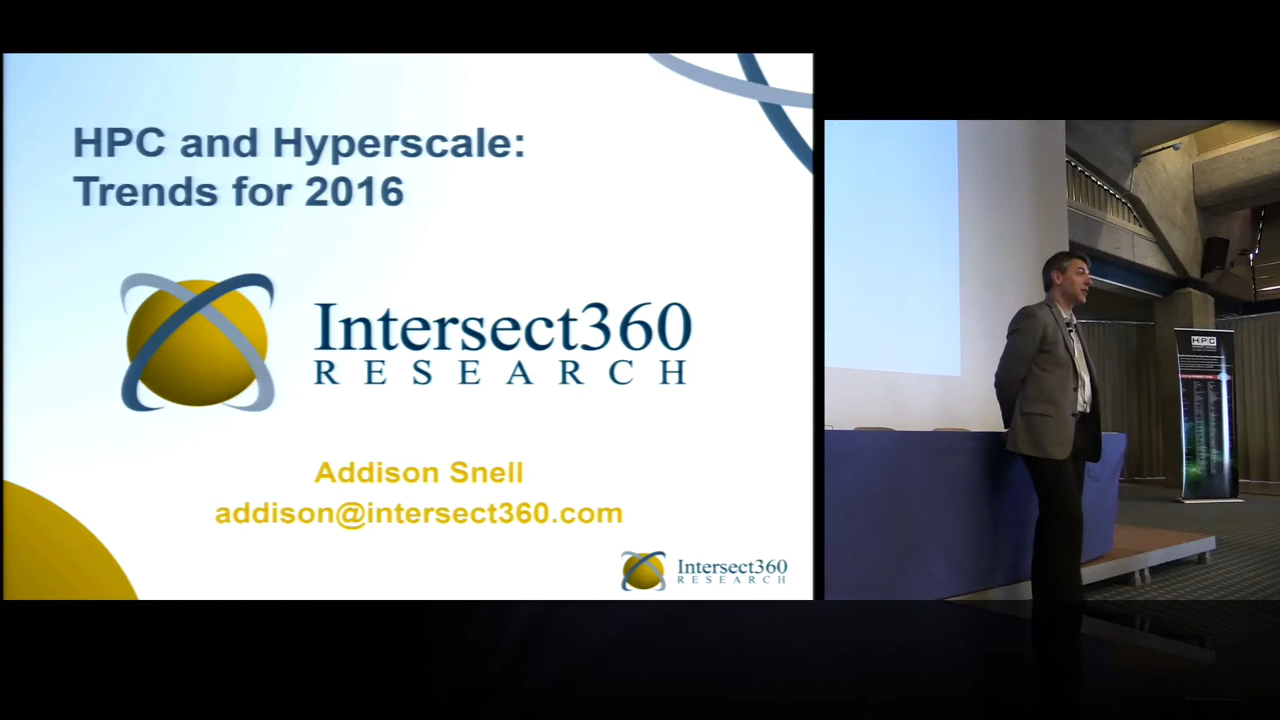 HPC and Hyperscale:
Trends for 2016
Intersect360
RESEARCH
Addison Snell
addison@intersect360.com
Intersect360
RESEARCH
HPC